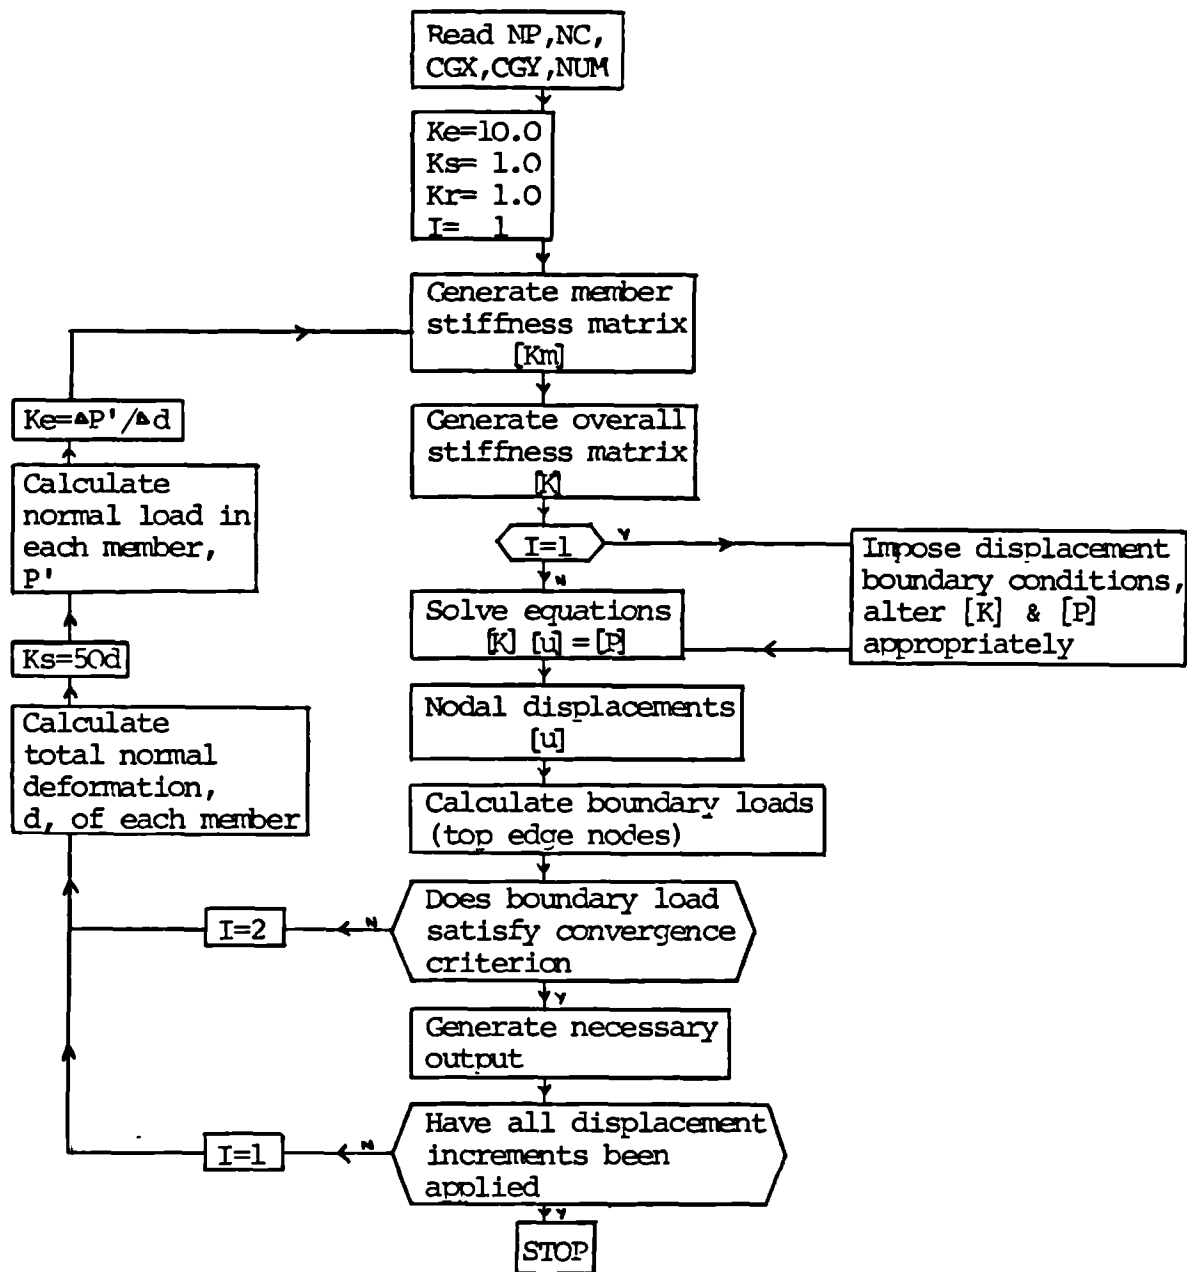 Read NP,NC,
CGX,CGY,NUM
Ke=10.0
Ks= 1.0
Kr= 1.0
I= 1
Generate member
stiffness matrix
[Km]
Generate overall
stiffness matrix
[K]
I=1
Y
N
Impose displacement
boundary conditions,
alter [K] & [P]
appropriately
Solve equations
[K] [u] = [P]
Nodal displacements
[u]
Calculate boundary loads
(top edge nodes)
Does boundary load
satisfy convergence
criterion
N
I=2
Y
Generate necessary
output
Have all displacement
increments been
applied
N
I=1
Y
STOP
Calculate
total normal
deformation,
d, of each member
Ks=50d
Calculate
normal load in
each member,
P'
Ke=ΔP'/Δd